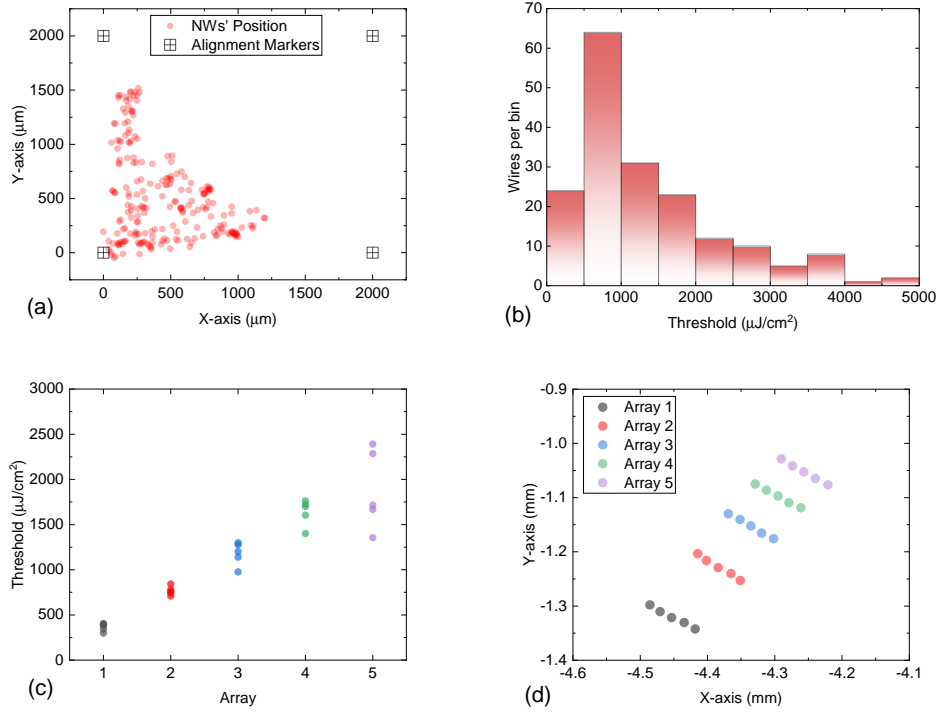 NWs' Position
Alignment Markers
2000
1500
1000
500
0
Y-axis (μm)
0 500 1000 1500 2000
X-axis (μm)
(a)
70
60
50
40
30
20
10
0
Wires per bin
0 1000 2000 3000 4000 5000
Threshold (μJ/cm²)
(b)
3000
2500
2000
1500
1000
500
0
Threshold (μJ/cm²)
1 2 3 4 5
Array
(c)
-0.9
-1.0
-1.1
-1.2
-1.3
-1.4
Y-axis (mm)
Array 1
Array 2
Array 3
Array 4
Array 5
-4.6 -4.5 -4.4 -4.3 -4.2 -4.1
X-axis (mm)
(d)